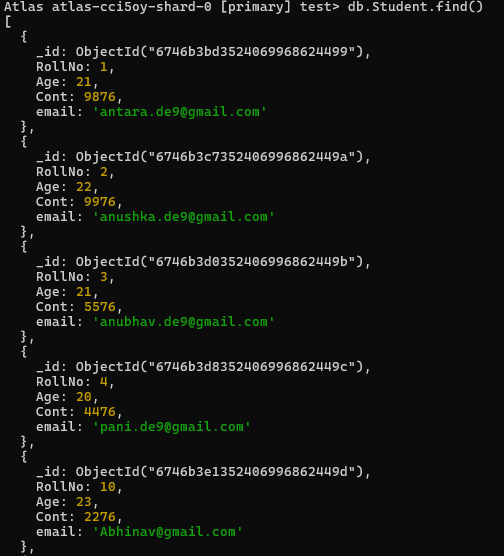 Atlas atlas-cci5oy-shard-0 [primary] test> db.Student.find()
[
  {
    _id: ObjectId("6746b3bd3524069968624499"),
    RollNo: 1,
    Age: 21,
    Cont: 9876,
    email: 'antara.de9@gmail.com'
  },
  {
    _id: ObjectId("6746b3c7352406996862449a"),
    RollNo: 2,
    Age: 22,
    Cont: 9976,
    email: 'anushka.de9@gmail.com'
  },
  {
    _id: ObjectId("6746b3d0352406996862449b"),
    RollNo: 3,
    Age: 21,
    Cont: 5576,
    email: 'anubhav.de9@gmail.com'
  },
  {
    _id: ObjectId("6746b3d8352406996862449c"),
    RollNo: 4,
    Age: 20,
    Cont: 4476,
    email: 'pani.de9@gmail.com'
  },
  {
    _id: ObjectId("6746b3e1352406996862449d"),
    RollNo: 10,
    Age: 23,
    Cont: 2276,
    email: 'Abhinav@gmail.com'
  },